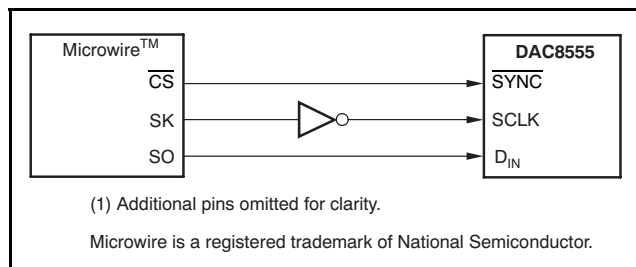 Microwire™ DAC8555
CS SYNC
SK SCLK
SO DIN
(1) Additional pins omitted for clarity.
Microwire is a registered trademark of National Semiconductor.